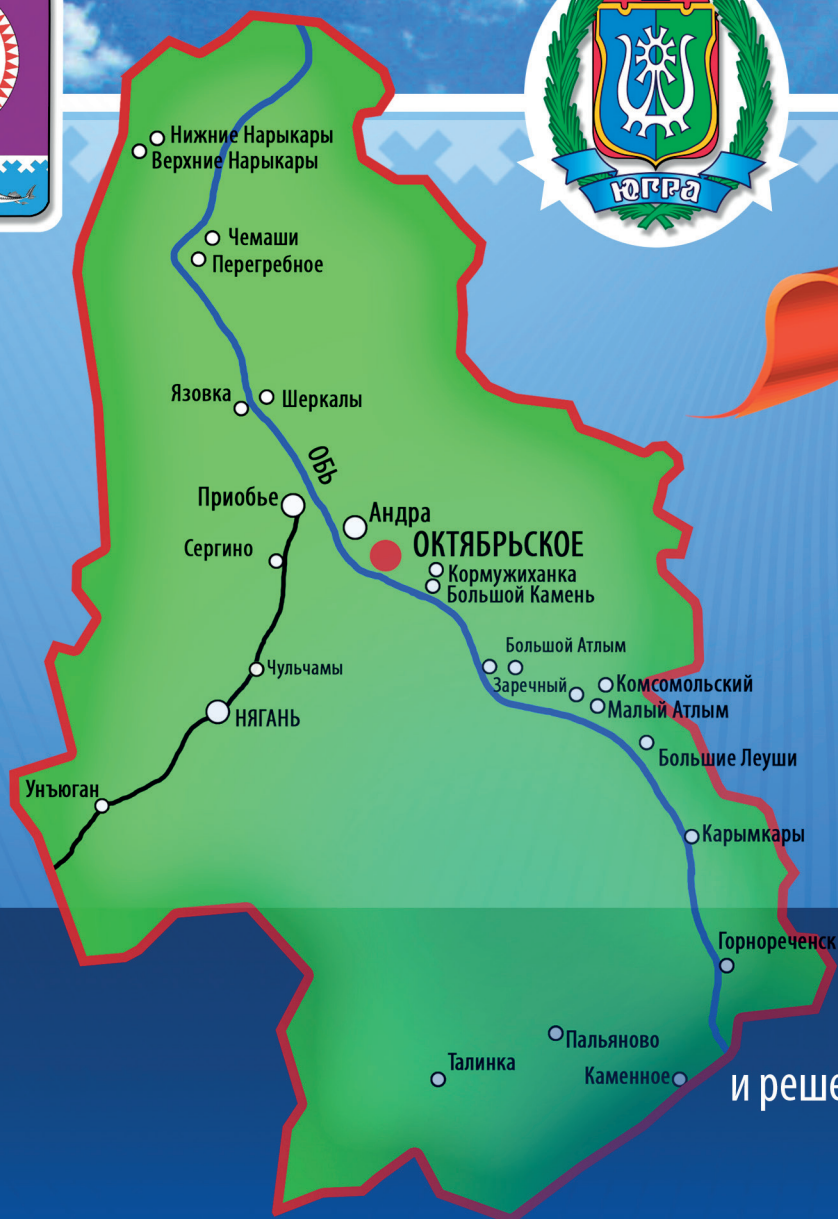 ЮГРА
Нижние Нарыкары
Верхние Нарыкары
Чемаши
Перегребное
Язовка
Шеркалы
ОБЬ
Приобье
Андра
ОКТЯБРЬСКОЕ
Сергино
Кормужиханка
Большой Камень
Большой Атлым
Чульчамы
Заречный
Комсомольский
Малый Атлым
НЯГАНЬ
Большие Леуши
Унъюган
Карымкары
Горнореченск
Пальяново
Талинка
Каменное
и реше